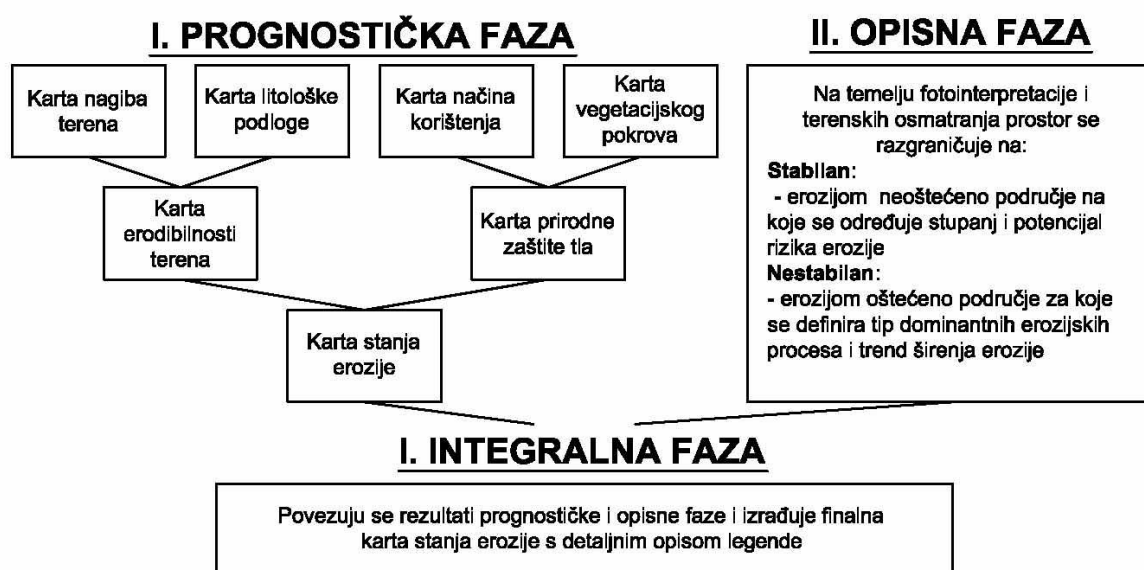 I. PROGNOSTIČKA FAZA
Karta nagiba
terena
Karta litološke
podloge
Karta načina
korištenja
Karta
vegetacijskog
pokrova
Karta
erodibilnosti
terena
Karta prirodne
zaštite tla
Karta stanja
erozije
II. OPISNA FAZA
Na temelju fotointerpretacije i
terenskih osmatranja prostor se
razgraničuje na:
Stabilan:
- erozijom neoštećeno područje na
koje se određuje stupanj i potencijal
rizika erozije
Nestabilan:
- erozijom oštećeno područje za koje
se definira tip dominantnih erozijskih
procesa i trend širenja erozije
I. INTEGRALNA FAZA
Povezuju se rezultati prognostičke i opisne faze i izrađuje finalna
karta stanja erozije s detaljnim opisom legende